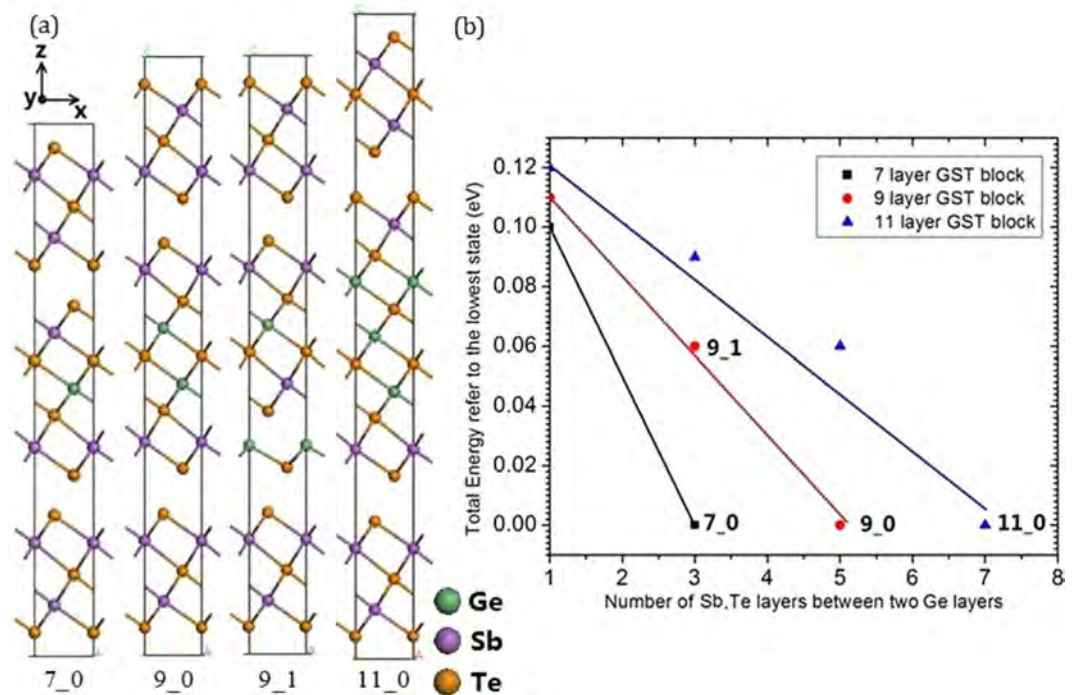 (a)
z
y
x
7_0
9_0
9_1
11_0
Ge
Sb
Te
(b)
Total Energy refer to the lowest state (eV)
0.12
0.10
0.08
0.06
0.04
0.02
0.00
7 layer GST block
9 layer GST block
11 layer GST block
9_1
7_0
9_0
11_0
1 2 3 4 5 6 7 8
Number of Sb,Te layers between two Ge layers